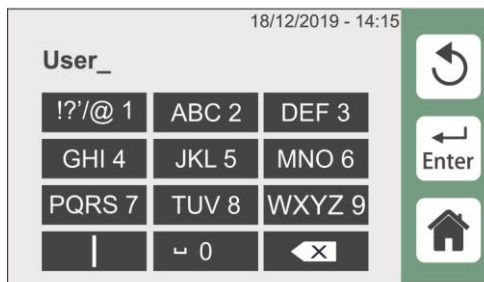 18/12/2019 - 14:15
User_
!?'/@ 1 ABC 2 DEF 3
GHI 4 JKL 5 MNO 6
Enter
PQRS 7 TUV 8 WXYZ 9
| ⎵ 0 X